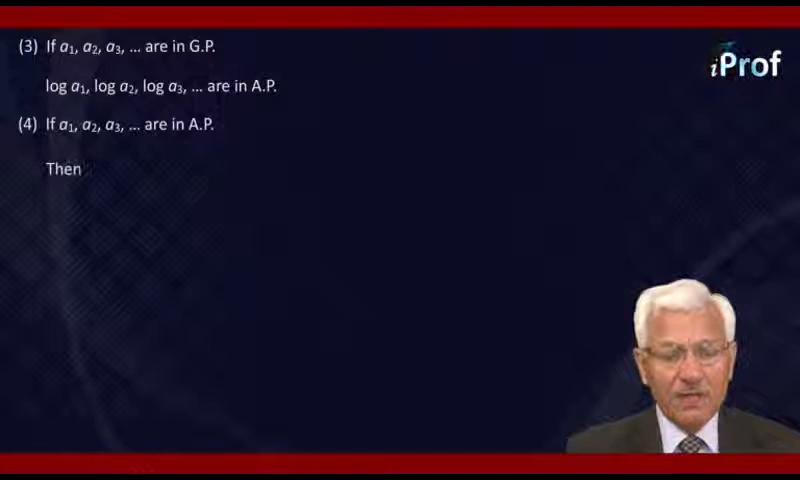 (3) If a₁, a₂, a₃, ... are in G.P.
iProf
log a₁, log a₂, log a₃, ... are in A.P.
(4) If a₁, a₂, a₃, ... are in A.P.
Then